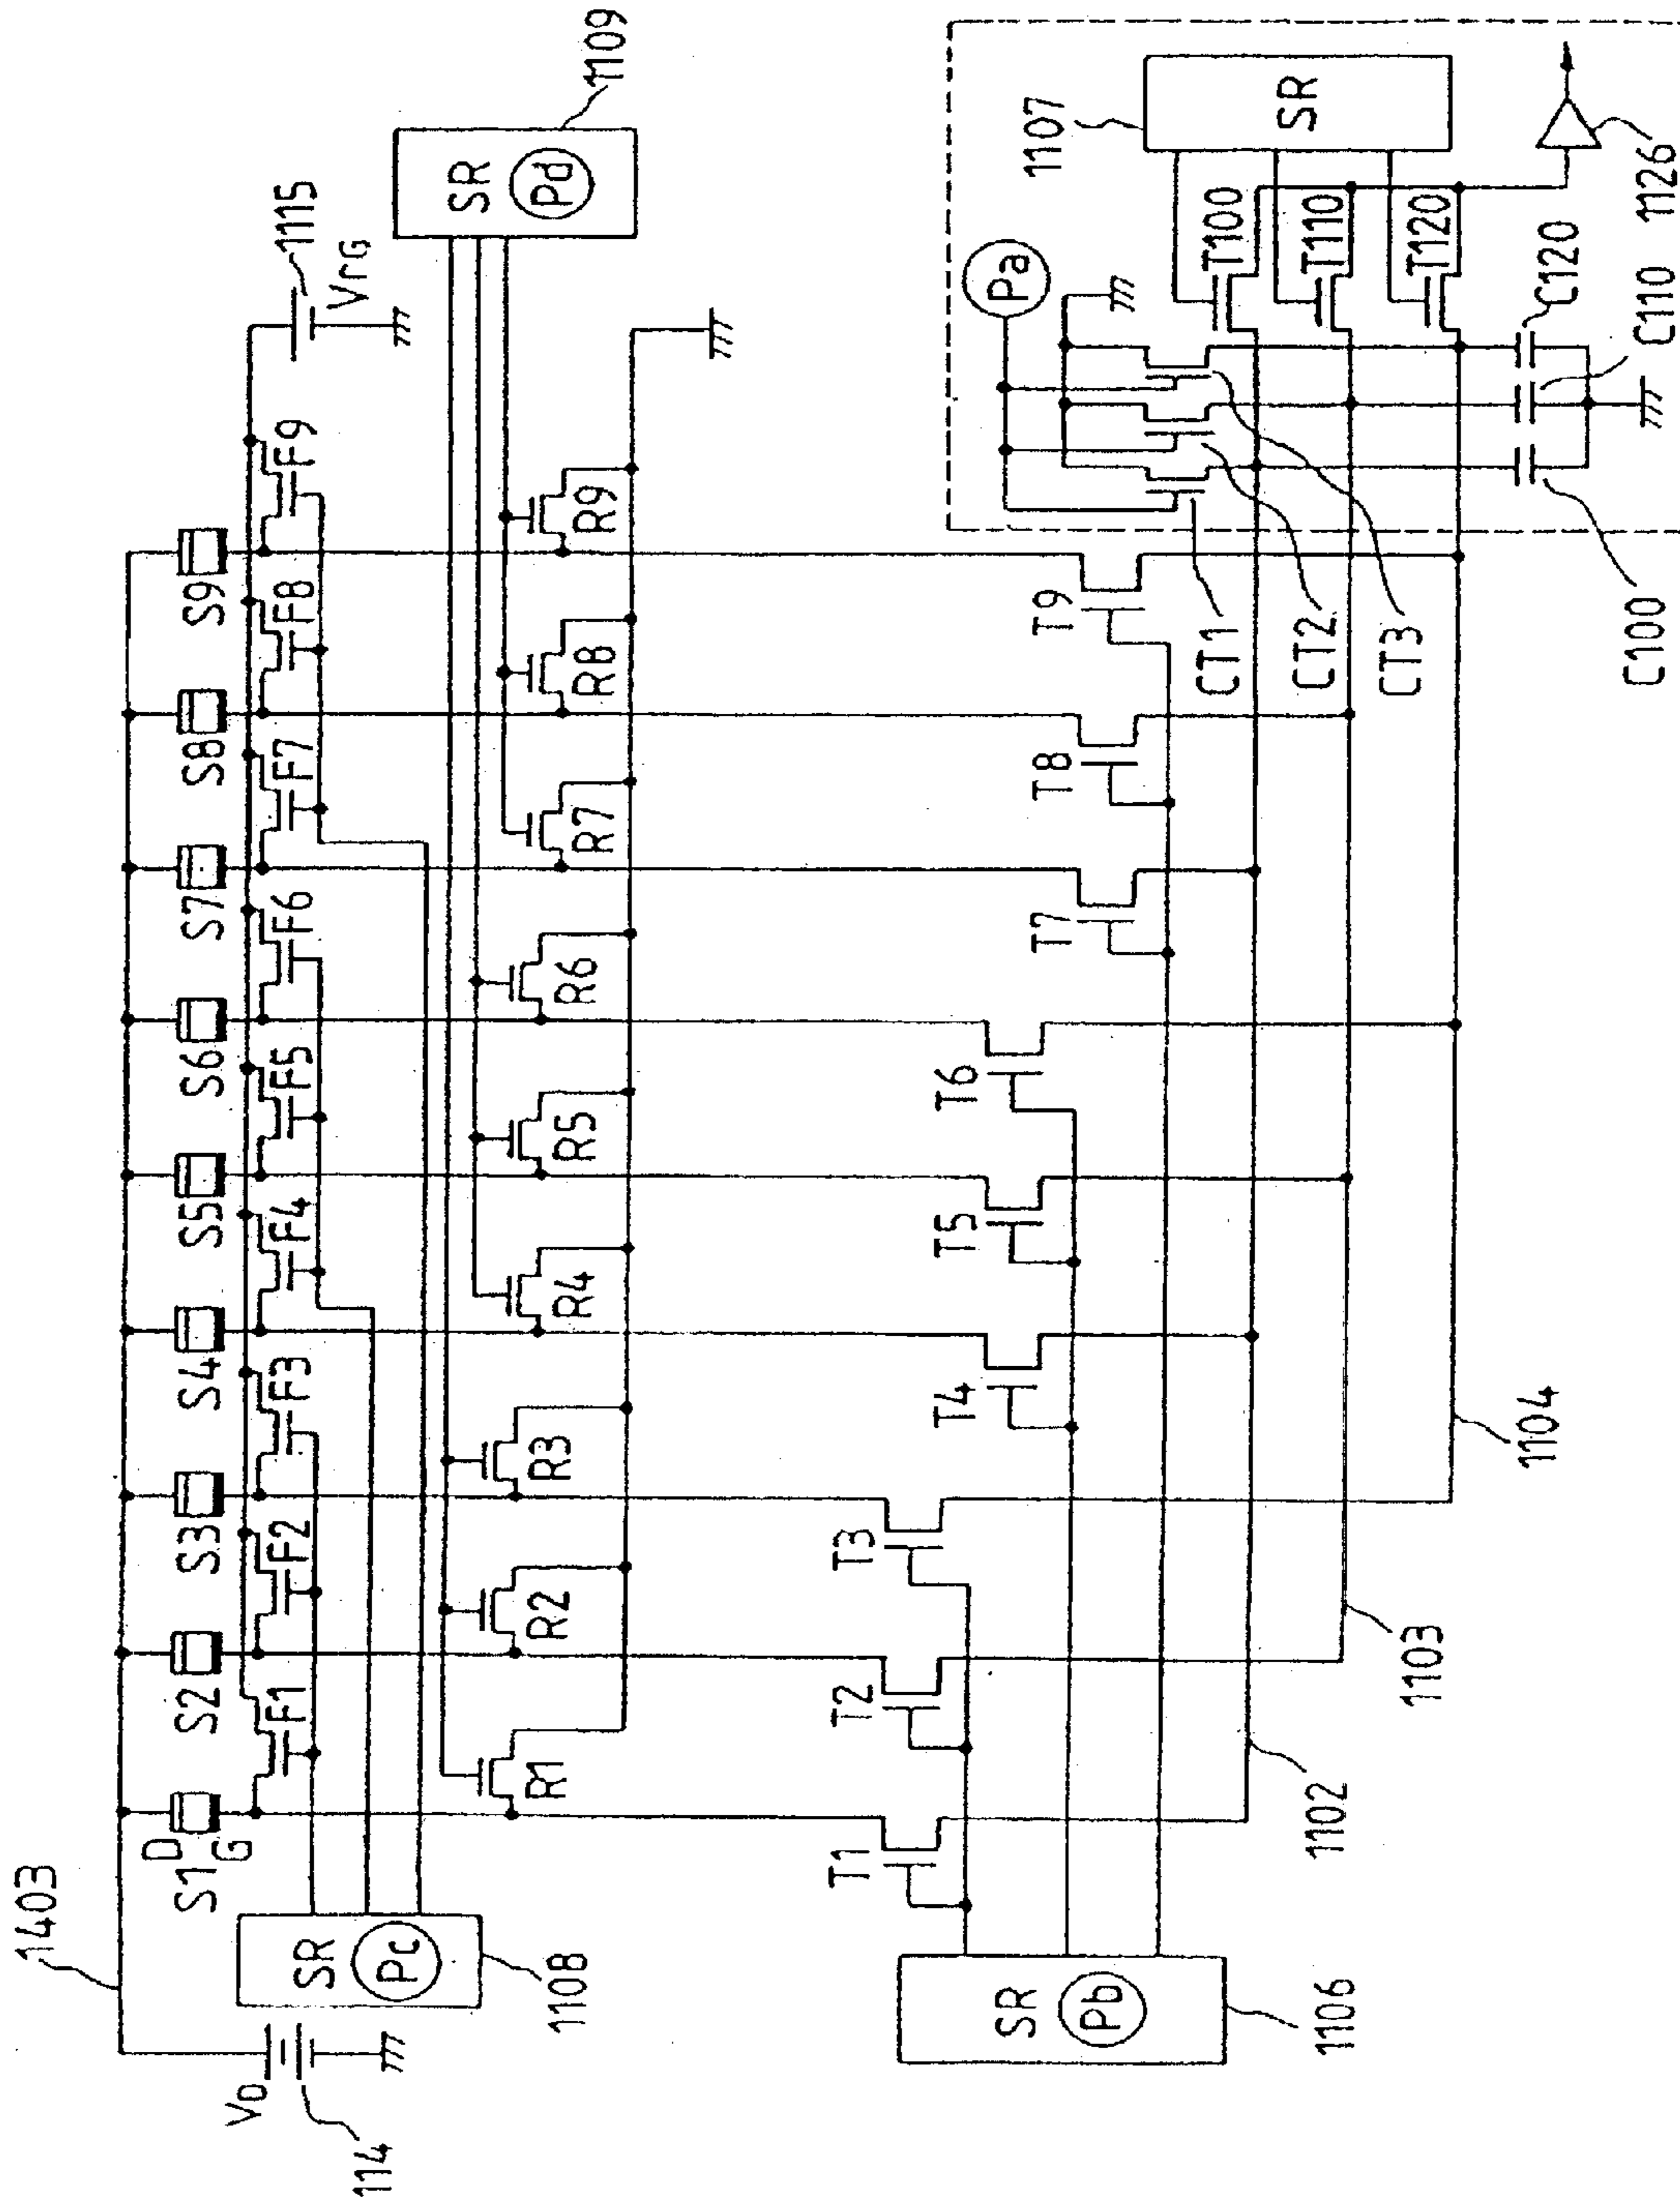 1403
S1
D
G
S2
S3
S4
S5
S6
S7
S8
S9
V0
114
F1
F2
F3
F4
F5
F6
F7
F8
F9
1115
VrG
SR
Pc
1108
SR
Pd
1109
R1
R2
R3
R4
R5
R6
R7
R8
R9
T1
T2
T3
T4
T5
T6
T7
T8
T9
SR
Pb
1106
1102
1103
1104
Pa
1107
SR
T100
T110
T120
CT1
CT2
CT3
C100
C110
C120
1126